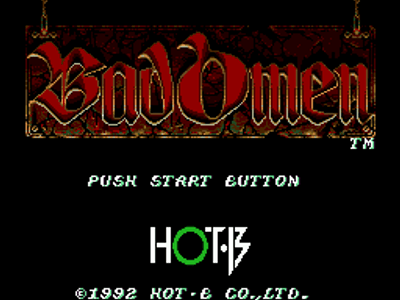 Bad Omen
TM
PUSH START BUTTON
HOT·B
©1992 HOT·B CO.,LTD.